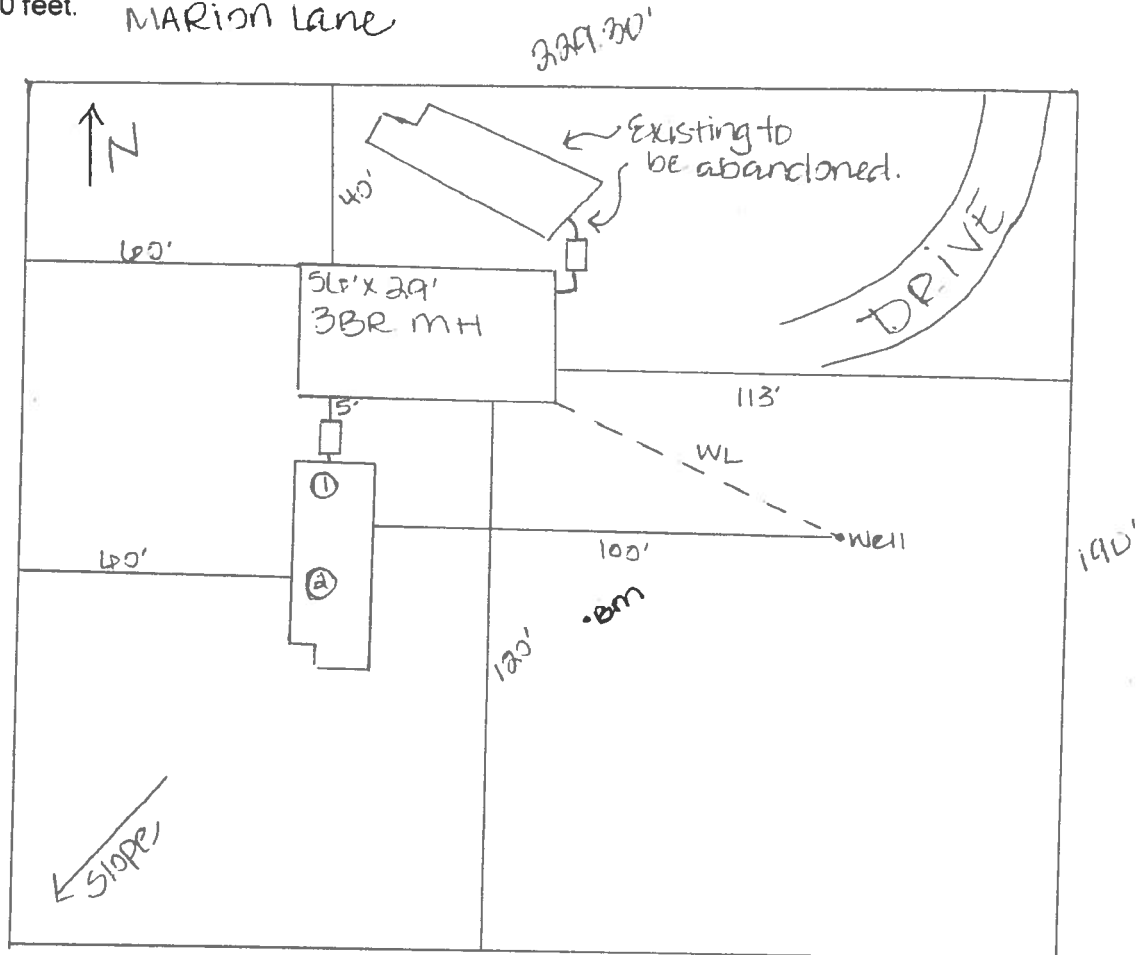 0 feet.
MARION Lane
229.30'
N
Existing to
be abandoned.
40'
60'
DRIVE
56' x 29'
3BR MH
113'
5'
WL
1
Well
100'
190'
60'
2
BM
120'
Slope